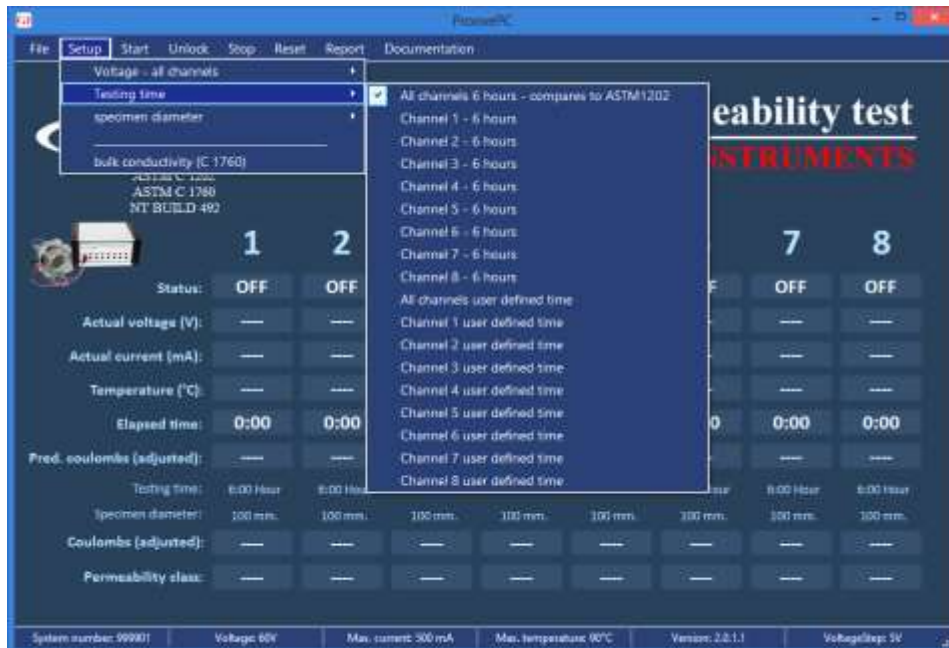 ProovePC
File Setup Start Unlock Stop Reset Report Documentation
Voltage - all channels
Testing time
specimen diameter
bulk conductivity (C 1760)
All channels 6 hours - compares to ASTM1202
Channel 1 - 6 hours
Channel 2 - 6 hours
Channel 3 - 6 hours
Channel 4 - 6 hours
Channel 5 - 6 hours
Channel 6 - 6 hours
Channel 7 - 6 hours
Channel 8 - 6 hours
All channels user defined time
Channel 1 user defined time
Channel 2 user defined time
Channel 3 user defined time
Channel 4 user defined time
Channel 5 user defined time
Channel 6 user defined time
Channel 7 user defined time
Channel 8 user defined time
eability test
INSTRUMENTS
ASTM C 1202
ASTM C 1760
NT BUILD 492
1 2 7 8
Status: OFF OFF F OFF OFF
Actual voltage (V): ---- ---- ---- ----
Actual current (mA): ---- ---- ---- ----
Temperature (°C): ---- ---- ---- ----
Elapsed time: 0:00 0:00 0 0:00 0:00
Pred. coulombs (adjusted): ---- ---- ---- ----
Testing time: 6:00 Hour 6:00 Hou our 6:00 Hour 6:00 Hour
Specimen diameter: 100 mm. 100 mm. 100 mm. 100 mm. 100 mm. 100 mm. 100 mm. 100 mm.
Coulombs (adjusted): ---- ---- ---- ---- ---- ---- ---- ----
Permeability class: ---- ---- ---- ---- ---- ---- ---- ----
System number: 999901 Voltage: 60V Max. current: 500 mA Max. temperature: 90°C Version: 2.0.1.1 VoltageStep: 5V